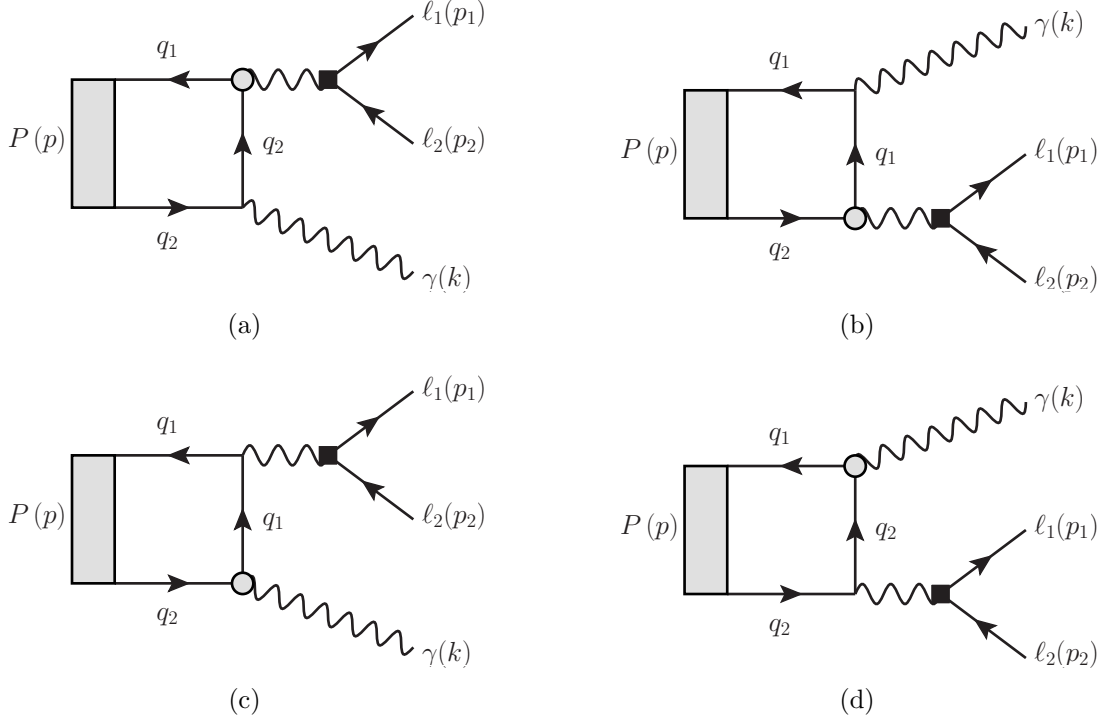 q₁ ℓ₁(p₁)
P (p) q₂ ℓ₂(p₂)
q₂ γ(k)
(a)
γ(k)
q₁
P (p) q₁ ℓ₁(p₁)
q₂ ℓ₂(p₂)
(b)
q₁ ℓ₁(p₁)
P (p) q₁ ℓ₂(p₂)
q₂ γ(k)
(c)
γ(k)
q₁
P (p) q₂ ℓ₁(p₁)
q₂ ℓ₂(p₂)
(d)